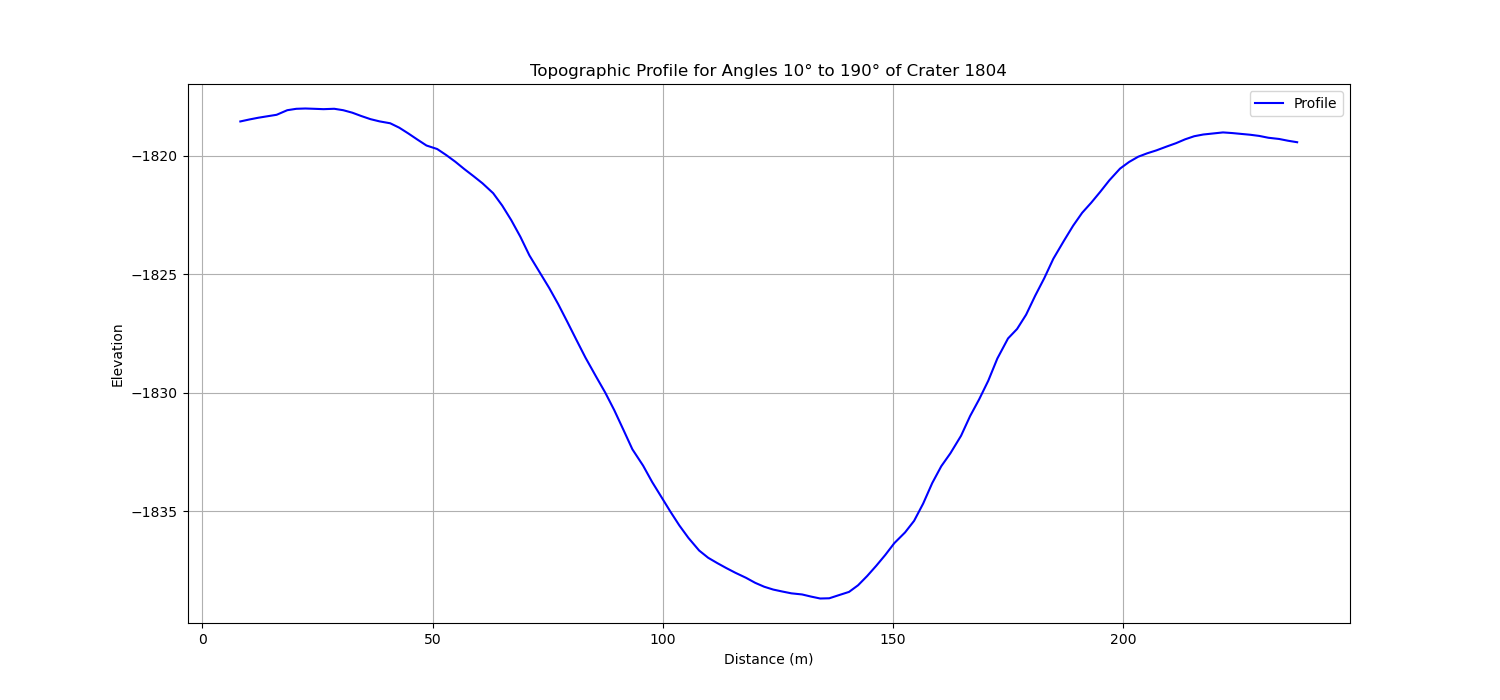 Topographic Profile for Angles 10° to 190° of Crater 1804
Profile
−1820
−1825
−1830
−1835
Elevation
0 50 100 150 200
Distance (m)